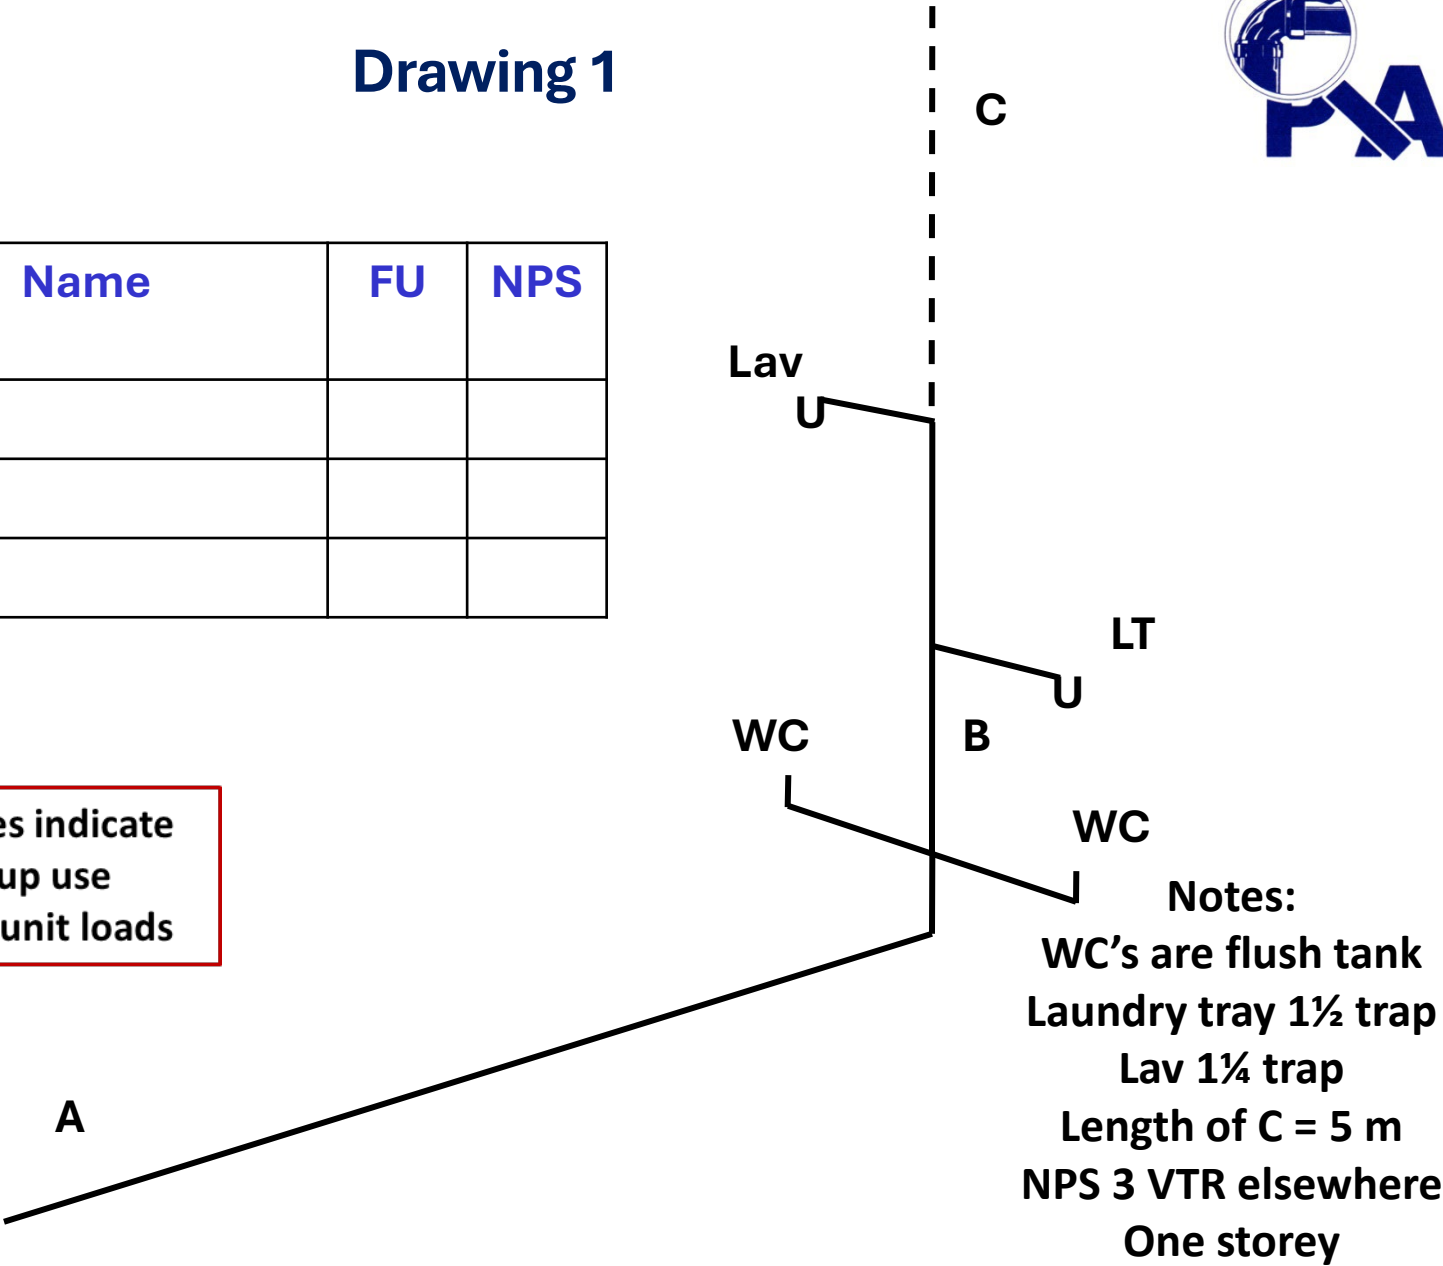 Drawing 1
C
PIA
Name FU NPS
Lav
U
LT
U
WC
B
WC
es indicate
up use
unit loads
A
Notes:
WC’s are flush tank
Laundry tray 1½ trap
Lav 1¼ trap
Length of C = 5 m
NPS 3 VTR elsewhere
One storey